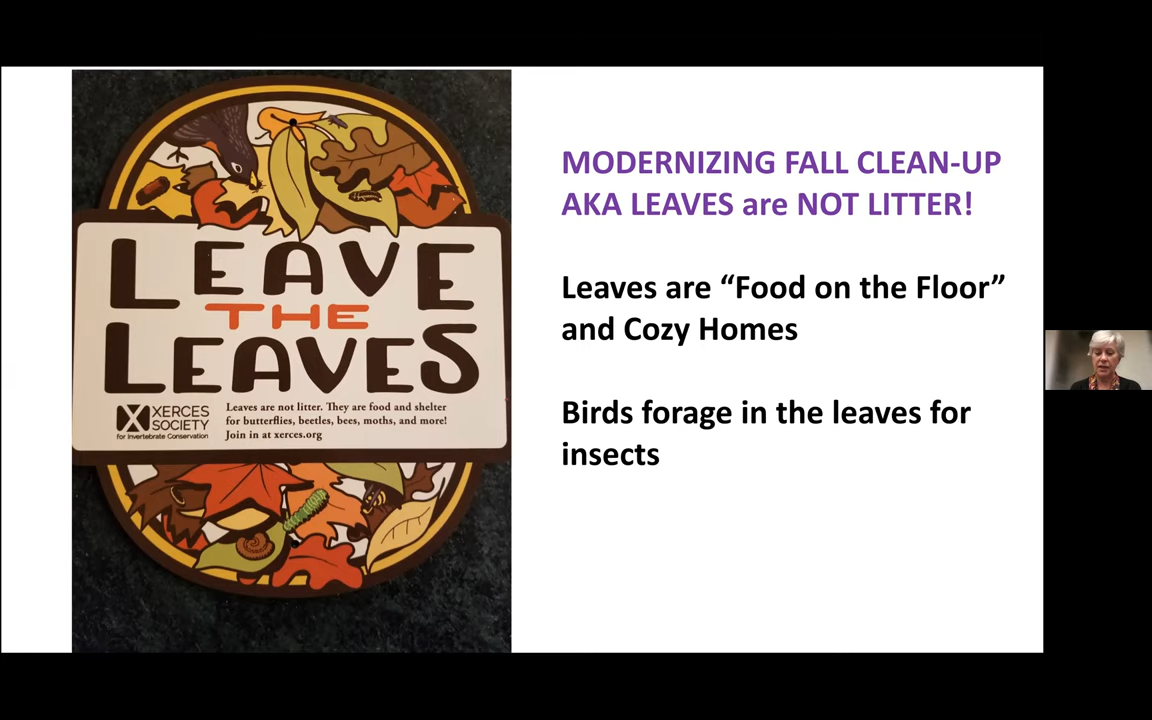 LEAVE
THE
LEAVES
XERCES
SOCIETY
for Invertebrate Conservation
Leaves are not litter. They are food and shelter
for butterflies, beetles, bees, moths, and more!
Join in at xerces.org
MODERNIZING FALL CLEAN-UP
AKA LEAVES are NOT LITTER!
Leaves are “Food on the Floor”
and Cozy Homes
Birds forage in the leaves for
insects